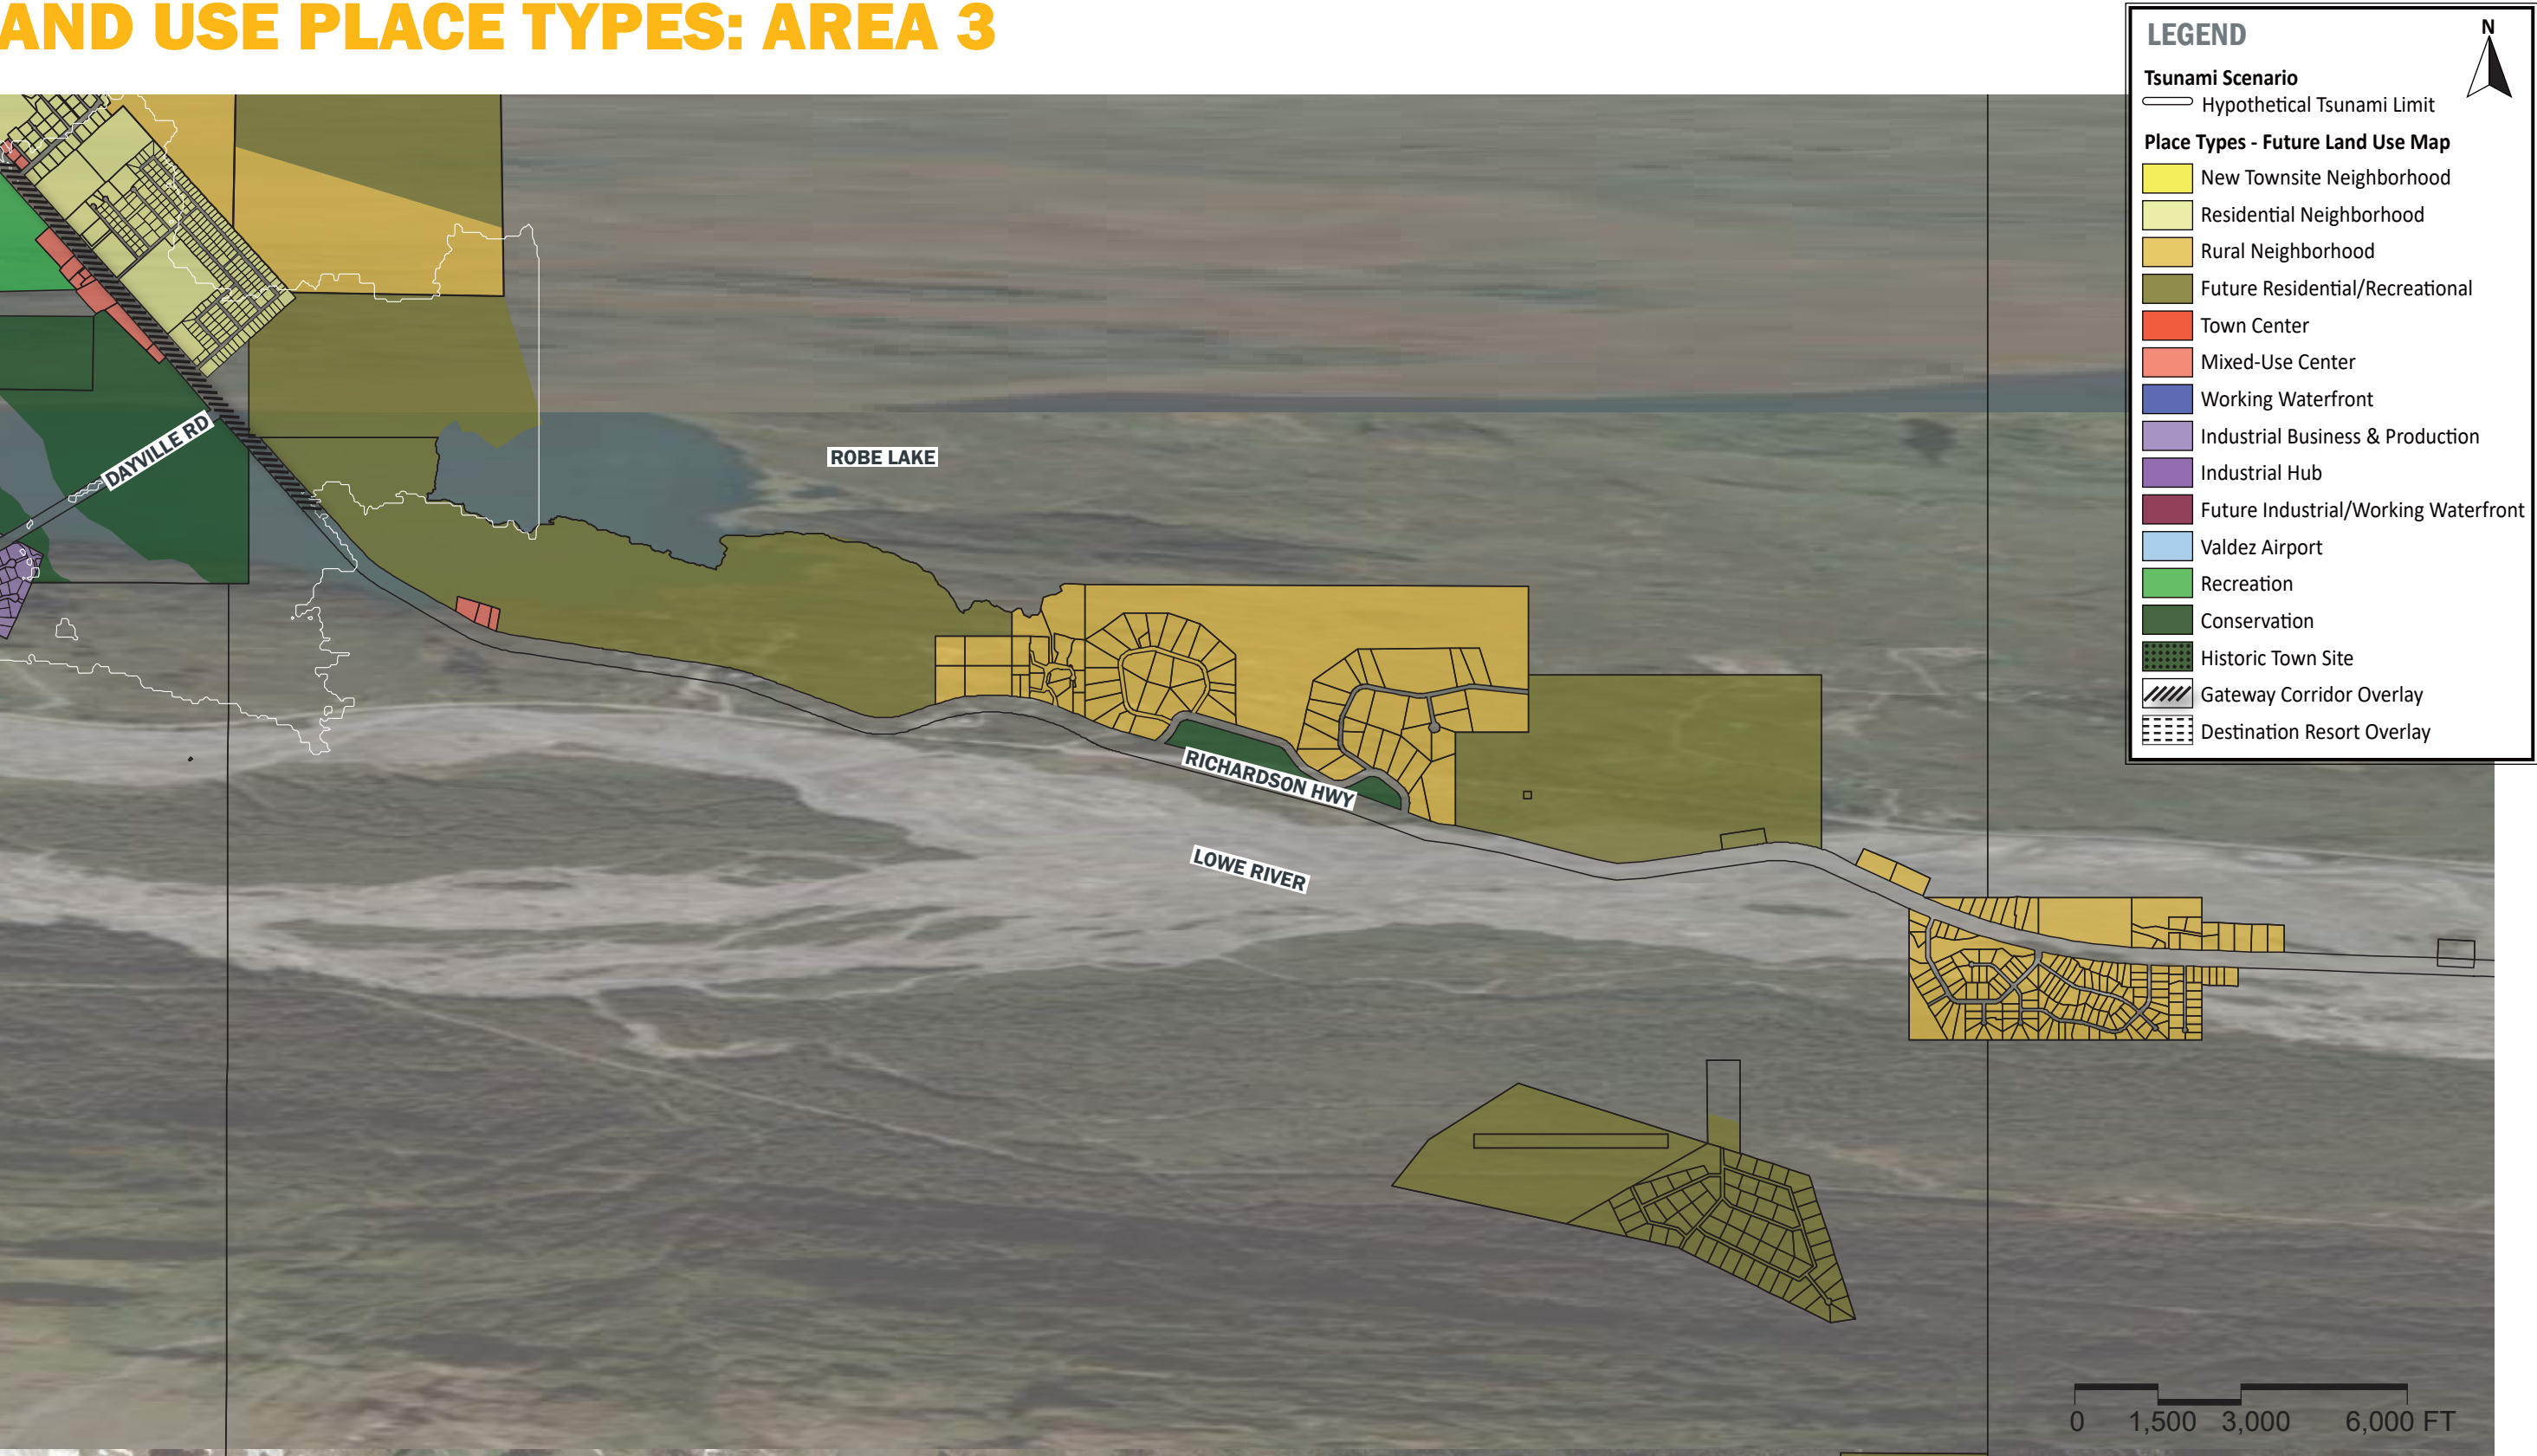 AND USE PLACE TYPES: AREA 3
LEGEND
N
Tsunami Scenario
Hypothetical Tsunami Limit
Place Types - Future Land Use Map
New Townsite Neighborhood
Residential Neighborhood
Rural Neighborhood
Future Residential/Recreational
Town Center
Mixed-Use Center
Working Waterfront
Industrial Business & Production
Industrial Hub
Future Industrial/Working Waterfront
Valdez Airport
Recreation
Conservation
Historic Town Site
Gateway Corridor Overlay
Destination Resort Overlay
DAYVILLE RD
ROBE LAKE
RICHARDSON HWY
LOWE RIVER
0 1,500 3,000 6,000 FT